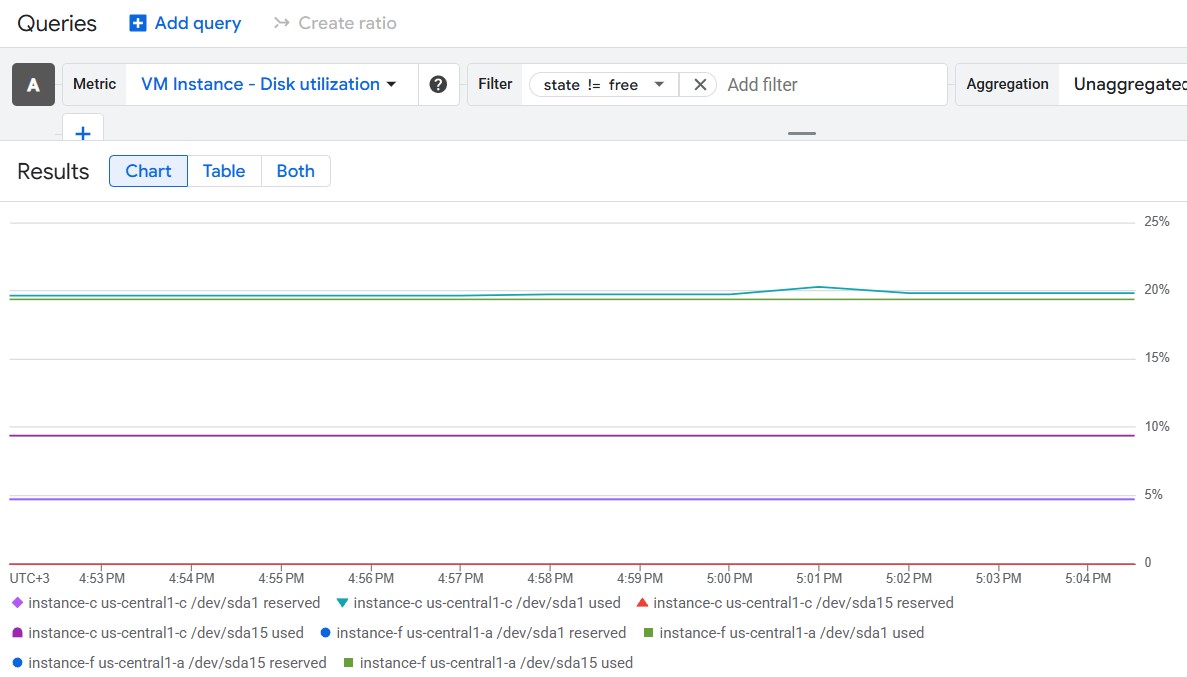 Queries Add query Create ratio
A Metric VM Instance - Disk utilization ? Filter state != free Add filter Aggregation Unaggregated
+
Results Chart Table Both
25%
20%
15%
10%
5%
0
UTC+3 4:53 PM 4:54 PM 4:55 PM 4:56 PM 4:57 PM 4:58 PM 4:59 PM 5:00 PM 5:01 PM 5:02 PM 5:03 PM 5:04 PM
instance-c us-central1-c /dev/sda1 reserved instance-c us-central1-c /dev/sda1 used instance-c us-central1-c /dev/sda15 reserved
instance-c us-central1-c /dev/sda15 used instance-f us-central1-a /dev/sda1 reserved instance-f us-central1-a /dev/sda1 used
instance-f us-central1-a /dev/sda15 reserved instance-f us-central1-a /dev/sda15 used